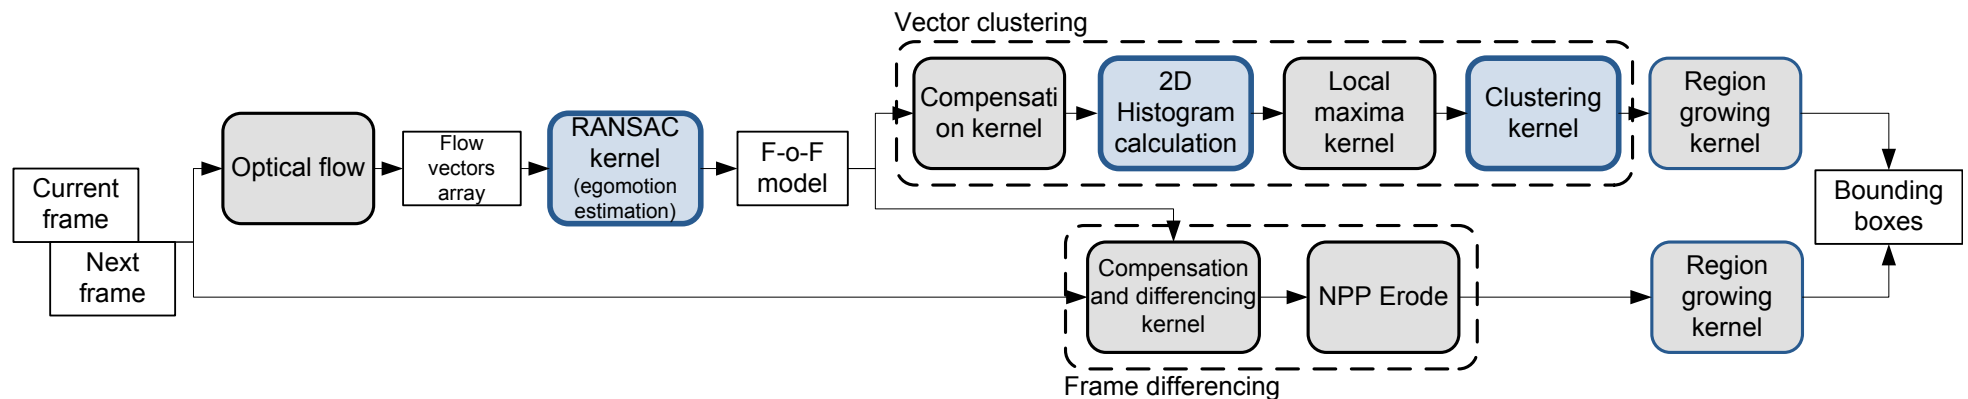 Vector clustering
Current
frame
Next
frame
Optical flow
Flow
vectors
array
RANSAC
kernel
(egomotion
estimation)
F-o-F
model
Compensati
on kernel
2D
Histogram
calculation
Local
maxima
kernel
Clustering
kernel
Region
growing
kernel
Compensation
and differencing
kernel
NPP Erode
Region
growing
kernel
Bounding
boxes
Frame differencing